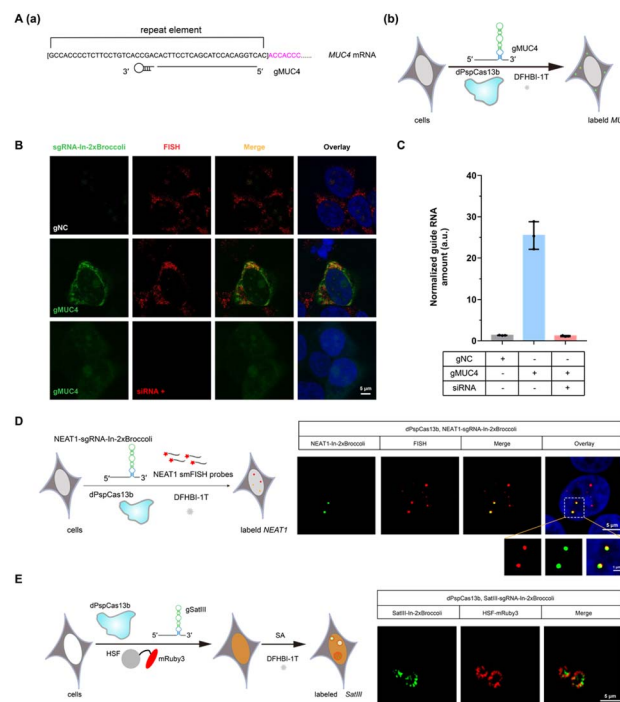 A (a)
repeat element
[GCCACCCCTCTTCCTGTCACCGACACTTCCTCAGCATCCACAGGTCAC]ACCACCC......
MUC4 mRNA
3′ 5′ gMUC4
(b)
gMUC4
5′ 3′
dPspCas13b
DFHBI-1T
cells
labeld MU
B
sgRNA-In-2xBroccoli FISH Merge Overlay
gNC
gMUC4
gMUC4 siRNA +
5 μm
C
Normalized guide RNA
amount (a.u.)
40
30
20
10
0
gNC + - -
gMUC4 - + +
siRNA - - +
D
NEAT1-sgRNA-In-2xBroccoli
5′ 3′
NEAT1 smFISH probes
dPspCas13b
DFHBI-1T
cells
labeld NEAT1
dPspCas13b, NEAT1-sgRNA-In-2xBroccoli
NEAT1-In-2xBroccoli FISH Merge Overlay
5 μm
E
dPspCas13b
gSatIII
5′ 3′
HSF
mRuby3
SA
DFHBI-1T
cells
labeled SatIII
dPspCas13b, SatIII-sgRNA-In-2xBroccoli
SatIII-In-2xBroccoli HSF-mRuby3 Merge
5 μm